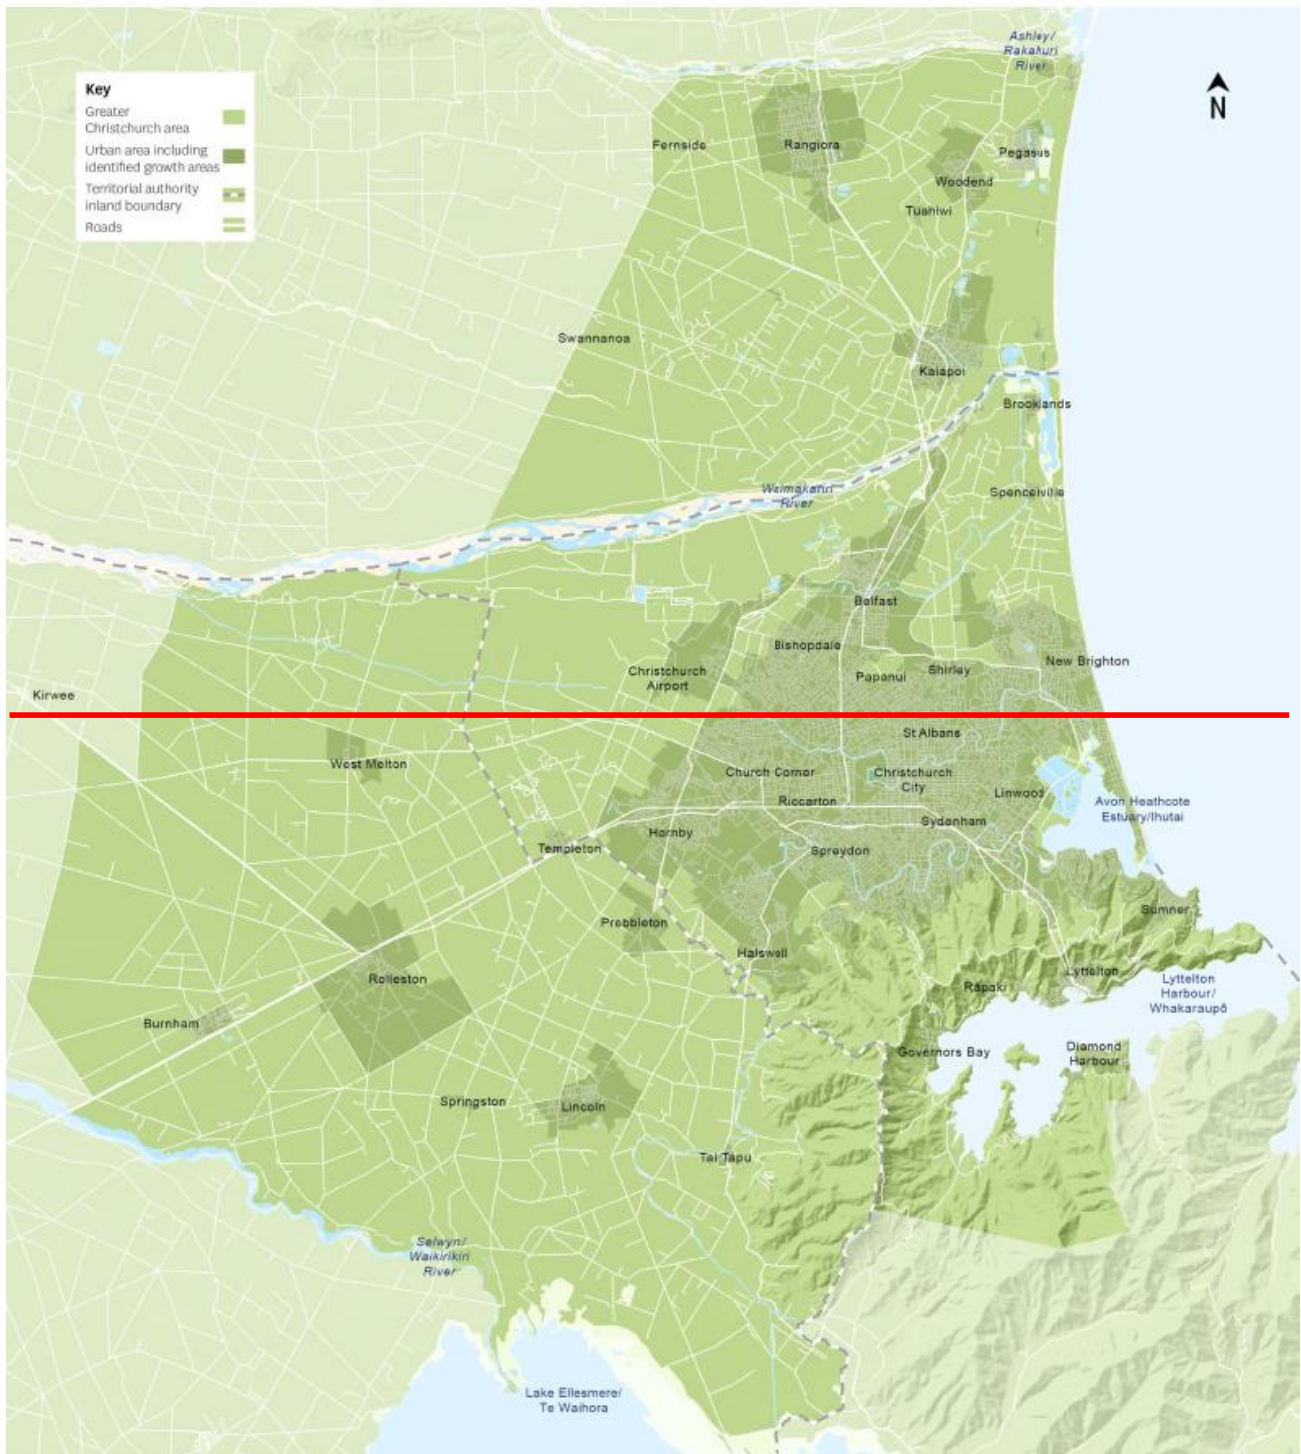 Ashley/
Rakahuri
River
N
Key
Greater
Christchurch area
Urban area including
identified growth areas
Territorial authority
inland boundary
Roads
Fernside
Rangiora
Pegasus
Woodend
Tuahiwi
Swannanoa
Kaiapoi
Brooklands
Waimakariri
River
Spencerville
Belfast
Bishopdale
Christchurch
Airport
Papanui
Shirley
New Brighton
Kirwee
St Albans
West Melton
Church Corner
Christchurch
City
Linwood
Riccarton
Avon Heathcote
Estuary/Ihutai
Sydenham
Hornby
Templeton
Spreydon
Prebbleton
Sumner
Halswell
Rolleston
Rapaki
Lyttelton
Lyttelton
Harbour/
Whakaraupō
Burnham
Governors Bay
Diamond
Harbour
Springston
Lincoln
Tai Tapu
Selwyn/
Waikirikiri
River
Lake Ellesmere/
Te Waihora